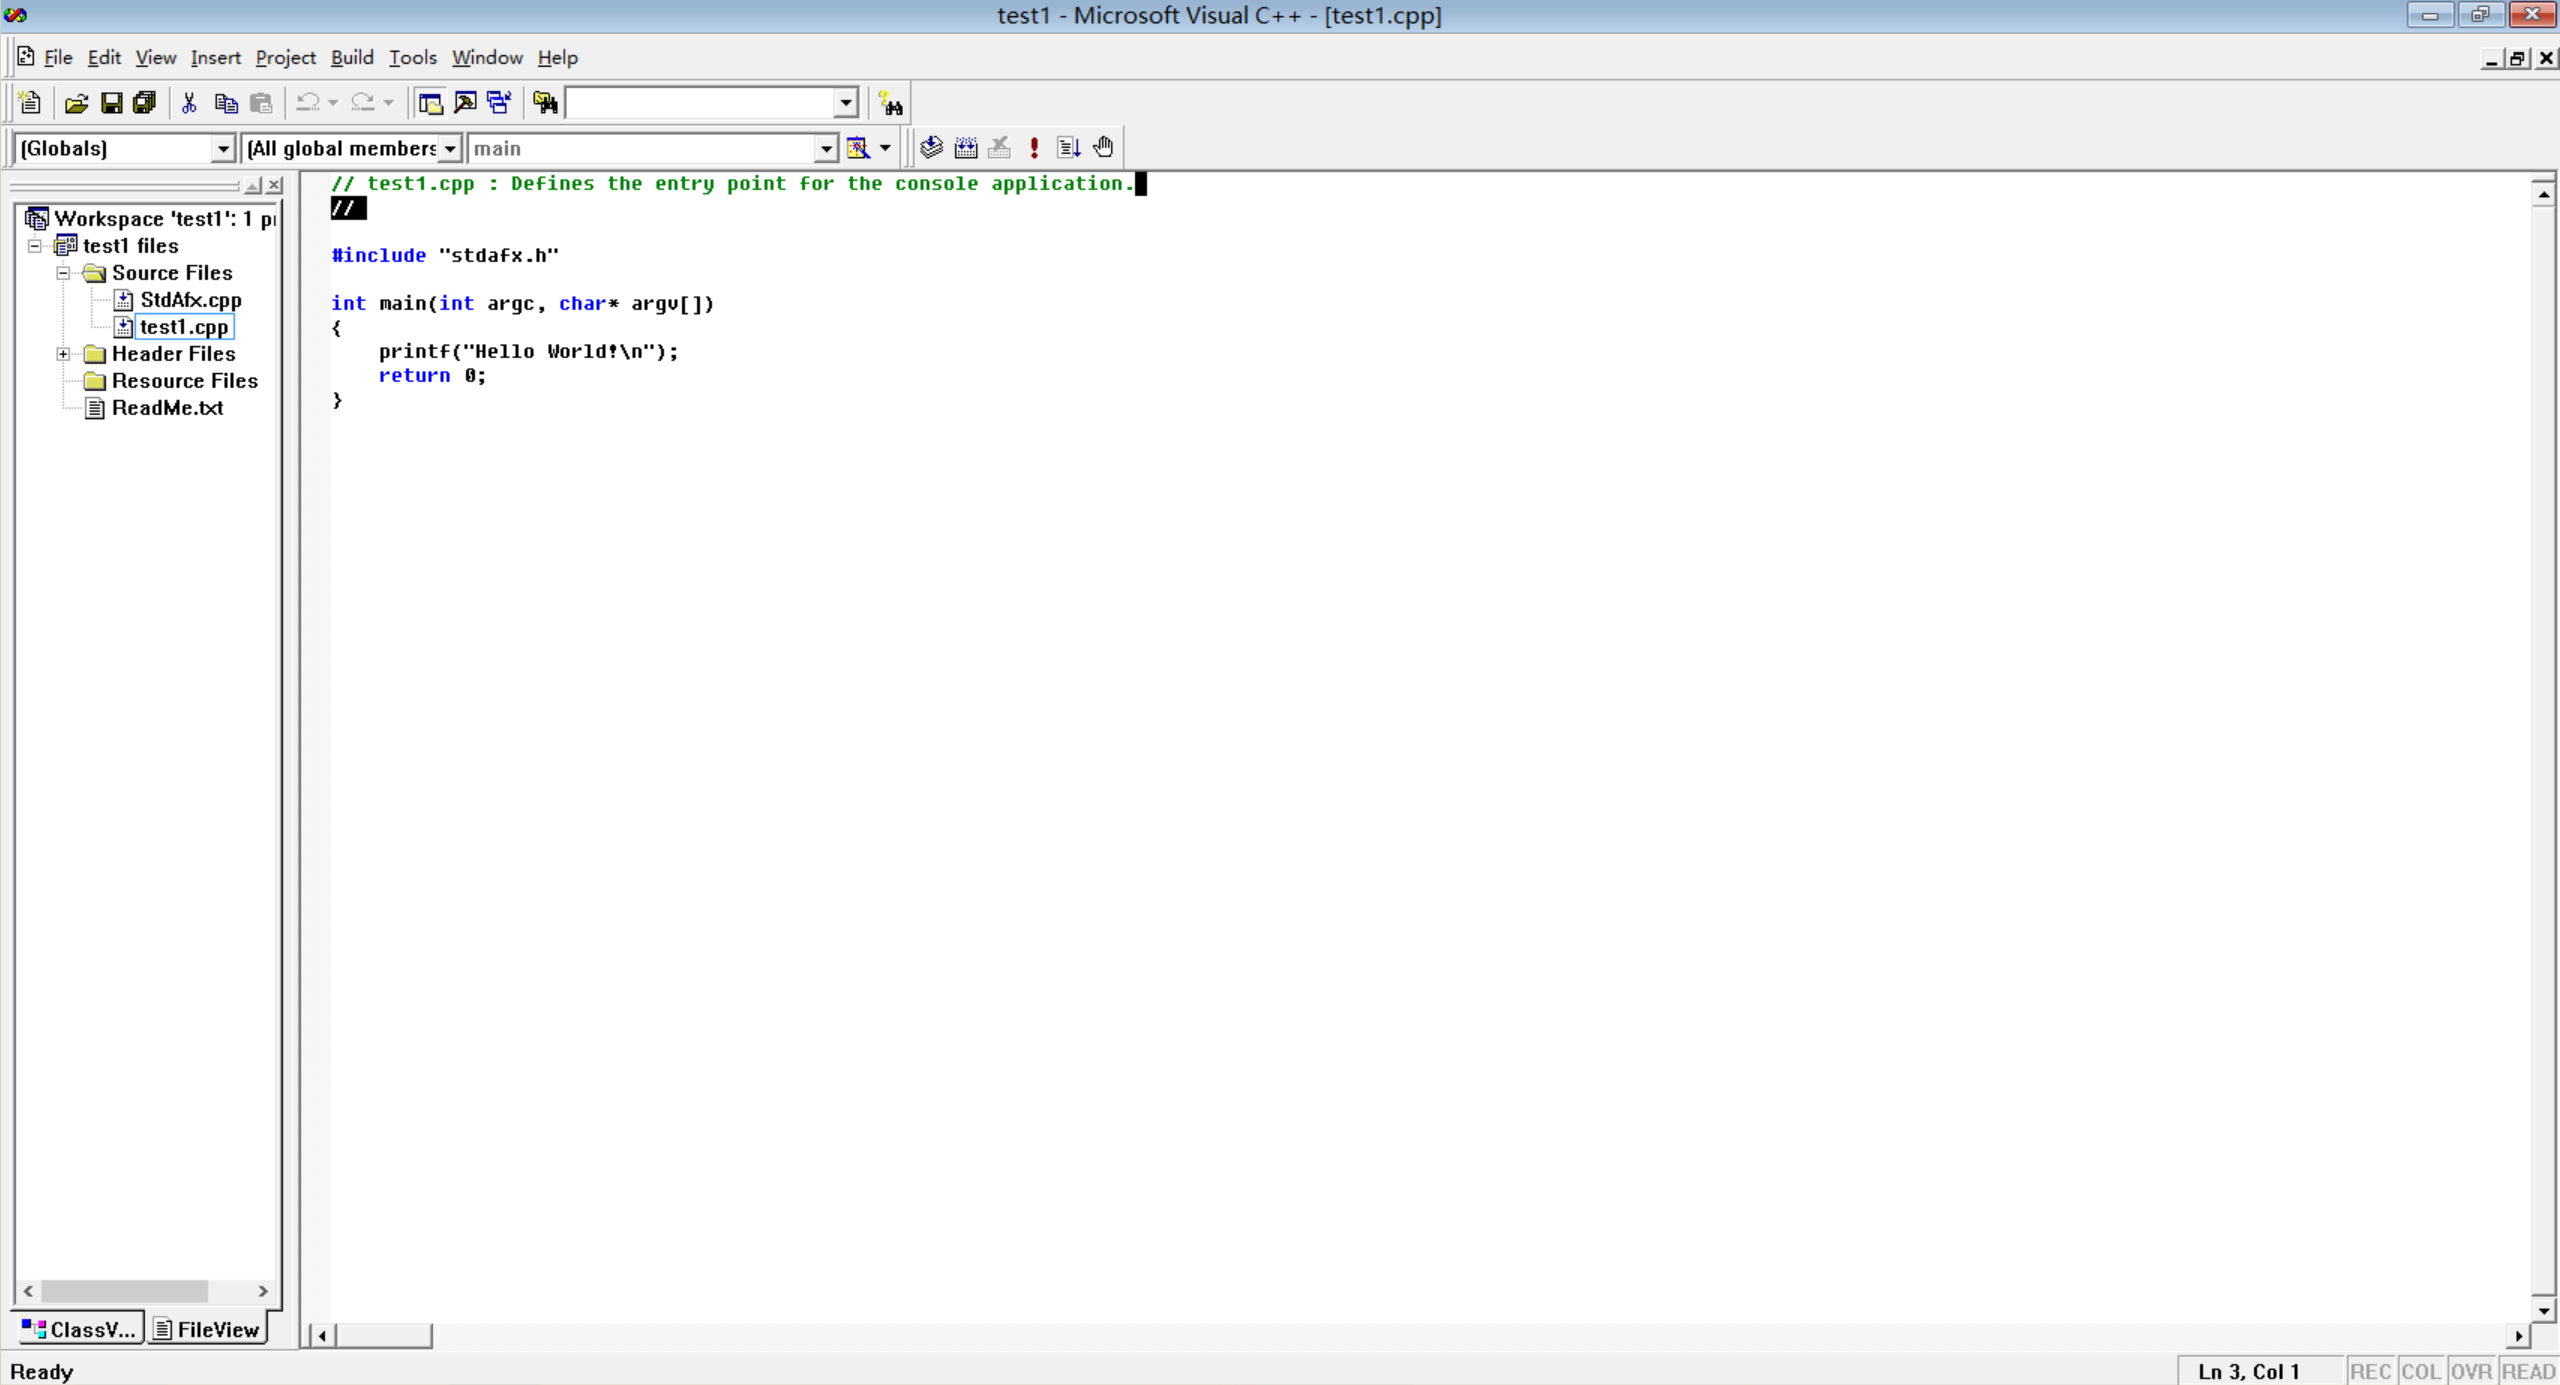 test1 - Microsoft Visual C++ - [test1.cpp]
File Edit View Insert Project Build Tools Window Help
(Globals) (All global members main
// test1.cpp : Defines the entry point for the console application.
//
#include "stdafx.h"
int main(int argc, char* argv[])
{
printf("Hello World!\n");
return 0;
}
Workspace 'test1': 1 pr
test1 files
Source Files
StdAfx.cpp
test1.cpp
Header Files
Resource Files
ReadMe.txt
ClassV... FileView
Ready Ln 3, Col 1 REC COL OVR READ